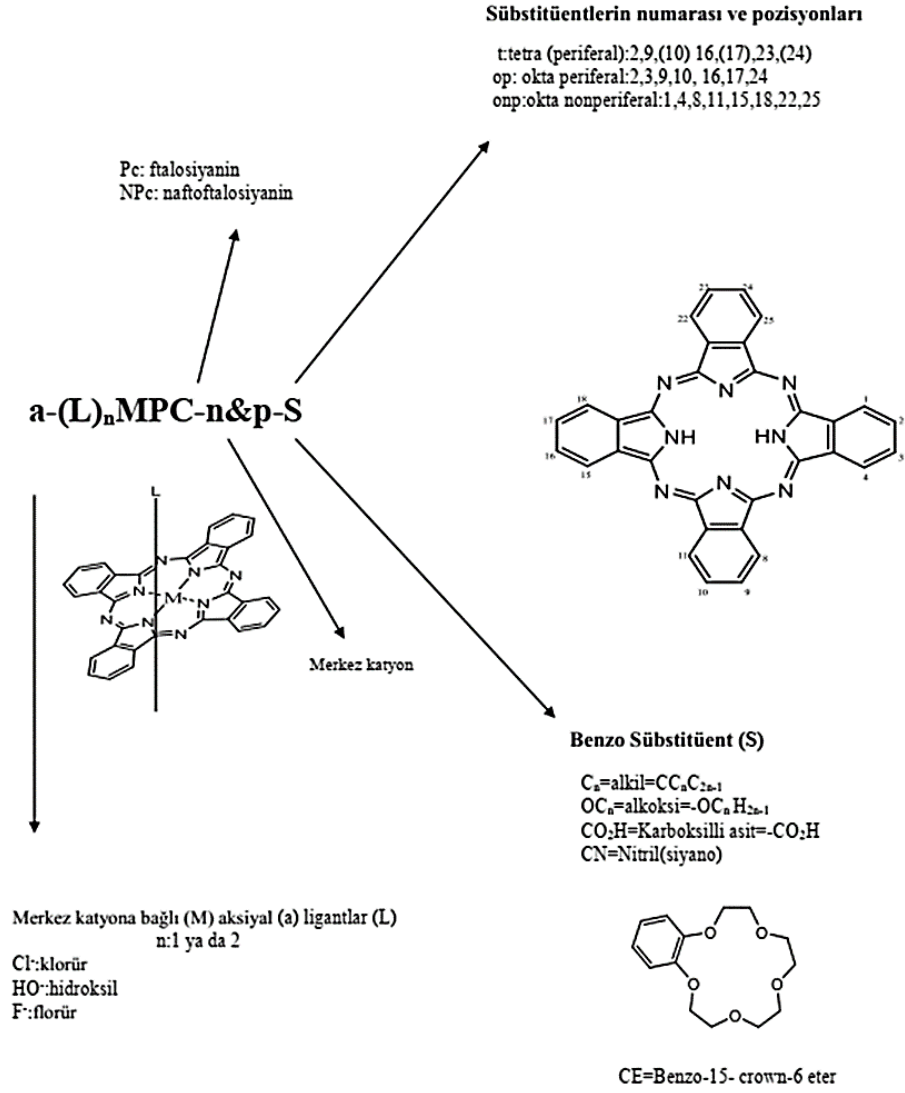 Sübstitüentlerin numarası ve pozisyonları
t:tetra (periferal):2,9,(10) 16,(17),23,(24)
op: okta periferal:2,3,9,10, 16,17,24
onp:okta nonperiferal:1,4,8,11,15,18,22,25
Pc: ftalosiyanin
NPc: naftoftalosiyanin
a-(L)ₙMPC-n&p-S
23 24
22 25
N N N
18 1
17 2
NH HN
16 3
15 4
N N N
11 8
10 9
L
N N N
N M N
N N N
Merkez katyon
Benzo Sübstitüent (S)
Cₙ=alkil=CCₙC₂ₙ₋₁
OCₙ=alkoksi=-OCₙH₂ₙ₋₁
CO₂H=Karboksilli asit=-CO₂H
CN=Nitril(siyano)
Merkez katyona bağlı (M) aksiyal (a) ligantlar (L)
n:1 ya da 2
Cl⁻:klorür
HO⁻:hidroksil
F⁻:florür
O O
O O
O
CE=Benzo-15- crown-6 eter